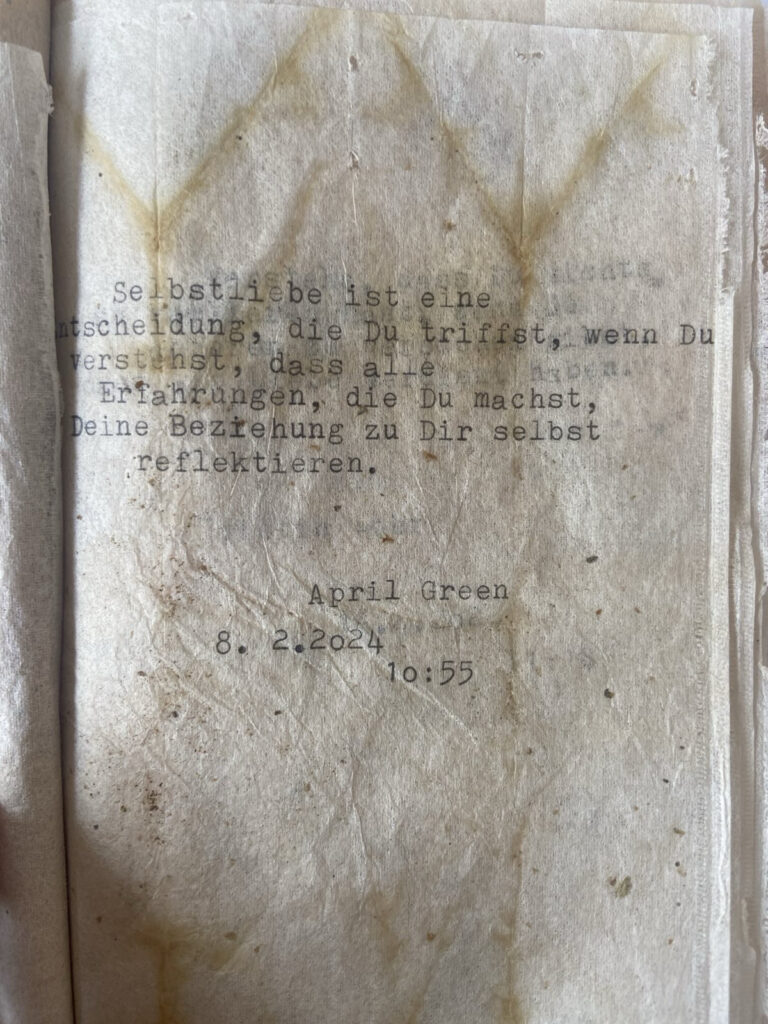 Selbstliebe ist eine
Entscheidung, die Du triffst, wenn Du
verstehst, dass alle
Erfahrungen, die Du machst,
Deine Beziehung zu Dir selbst
reflektieren.
April Green
8. 2.2o24
1o:55